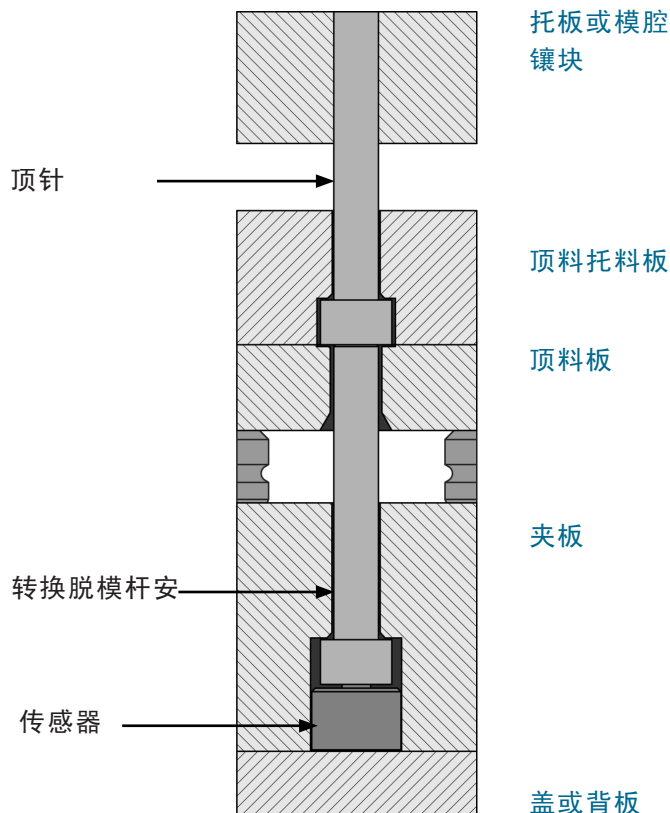 托板或模腔
镶块
顶针
顶料托料板
顶料板
夹板
转换脱模杆安
传感器
盖或背板